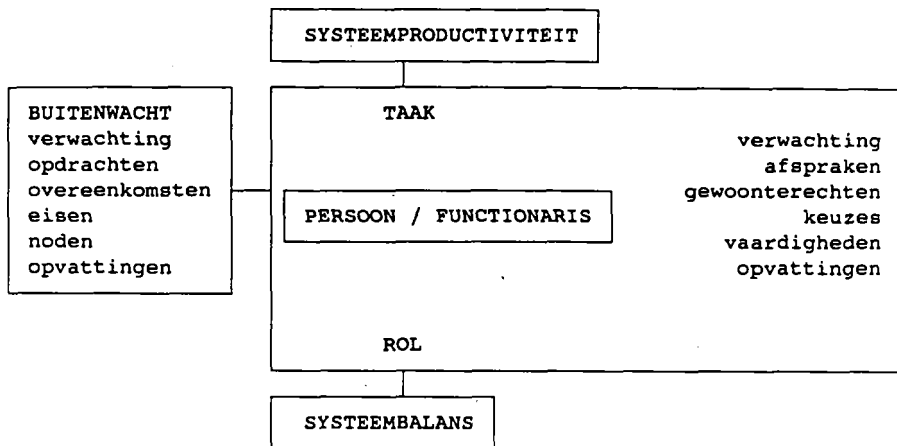 SYSTEEMPRODUCTIVITEIT
BUITENWACHT
verwachting
opdrachten
overeenkomsten
eisen
noden
opvattingen
TAAK
PERSOON / FUNCTIONARIS
verwachting
afspraken
gewoonterechten
keuzes
vaardigheden
opvattingen
ROL
SYSTEEMBALANS